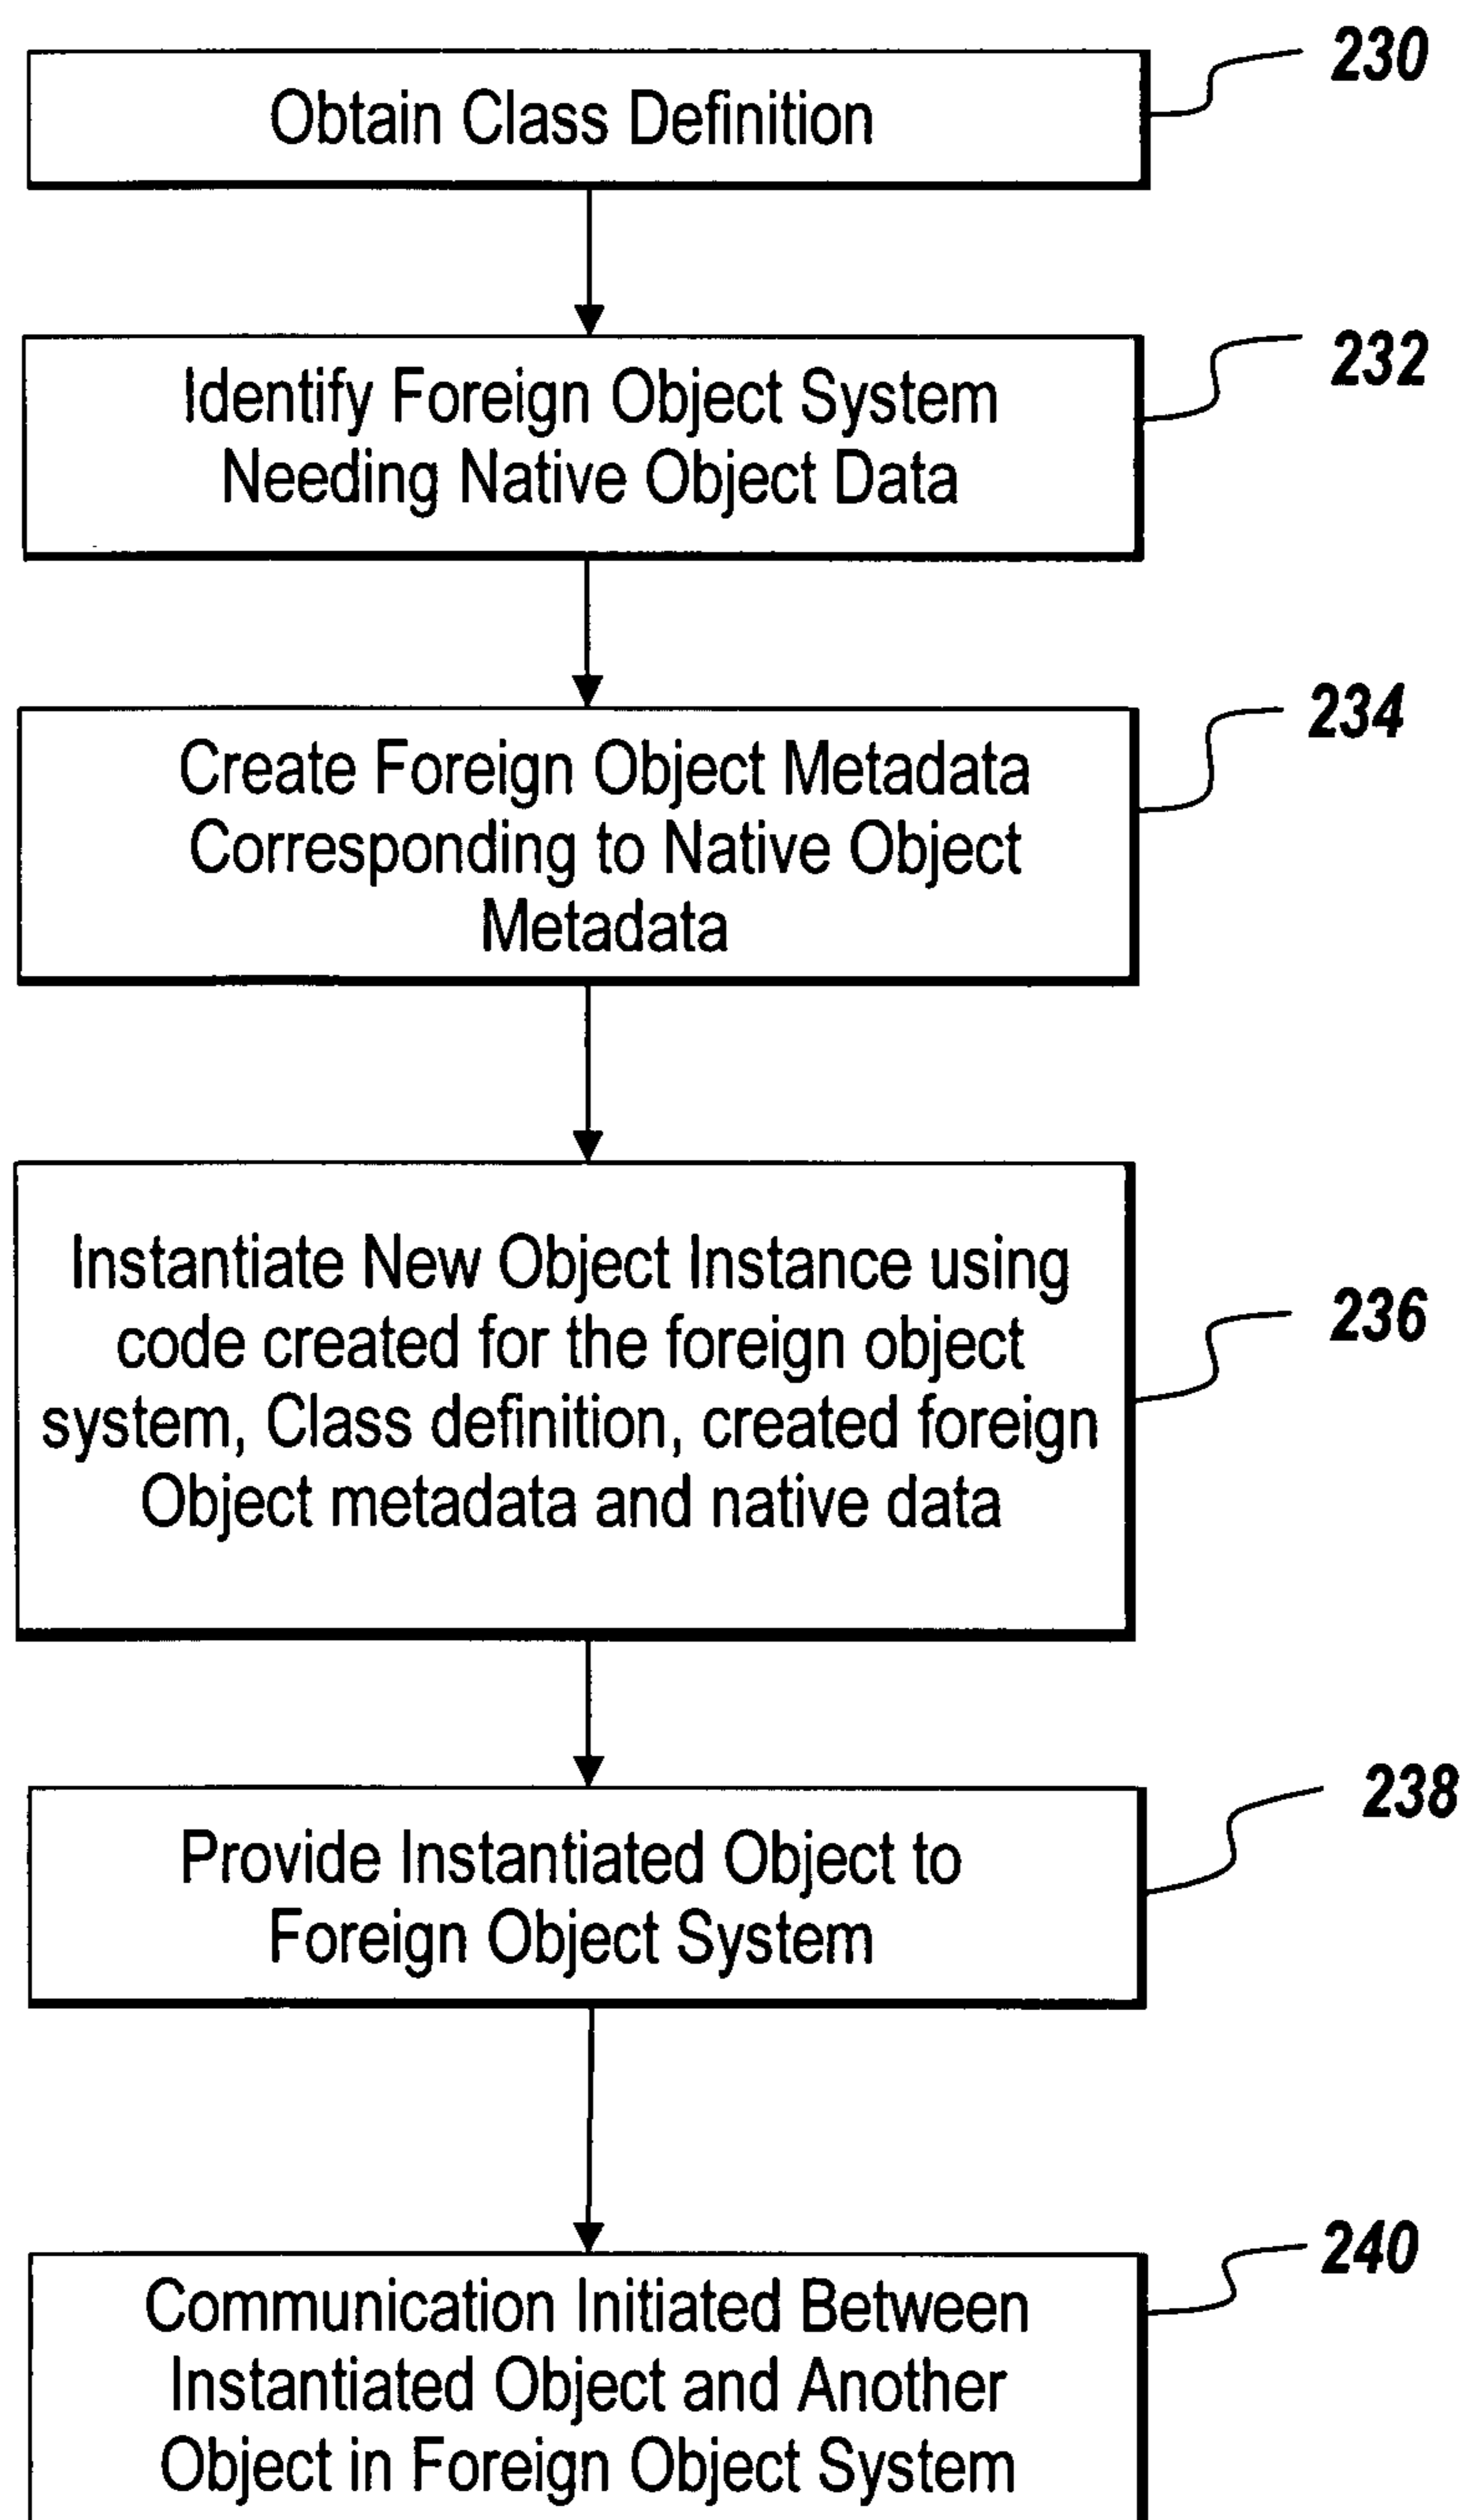 230
Obtain Class Definition
232
Identify Foreign Object System
Needing Native Object Data
234
Create Foreign Object Metadata
Corresponding to Native Object
Metadata
236
Instantiate New Object Instance using
code created for the foreign object
system, Class definition, created foreign
Object metadata and native data
238
Provide Instantiated Object to
Foreign Object System
240
Communication Initiated Between
Instantiated Object and Another
Object in Foreign Object System